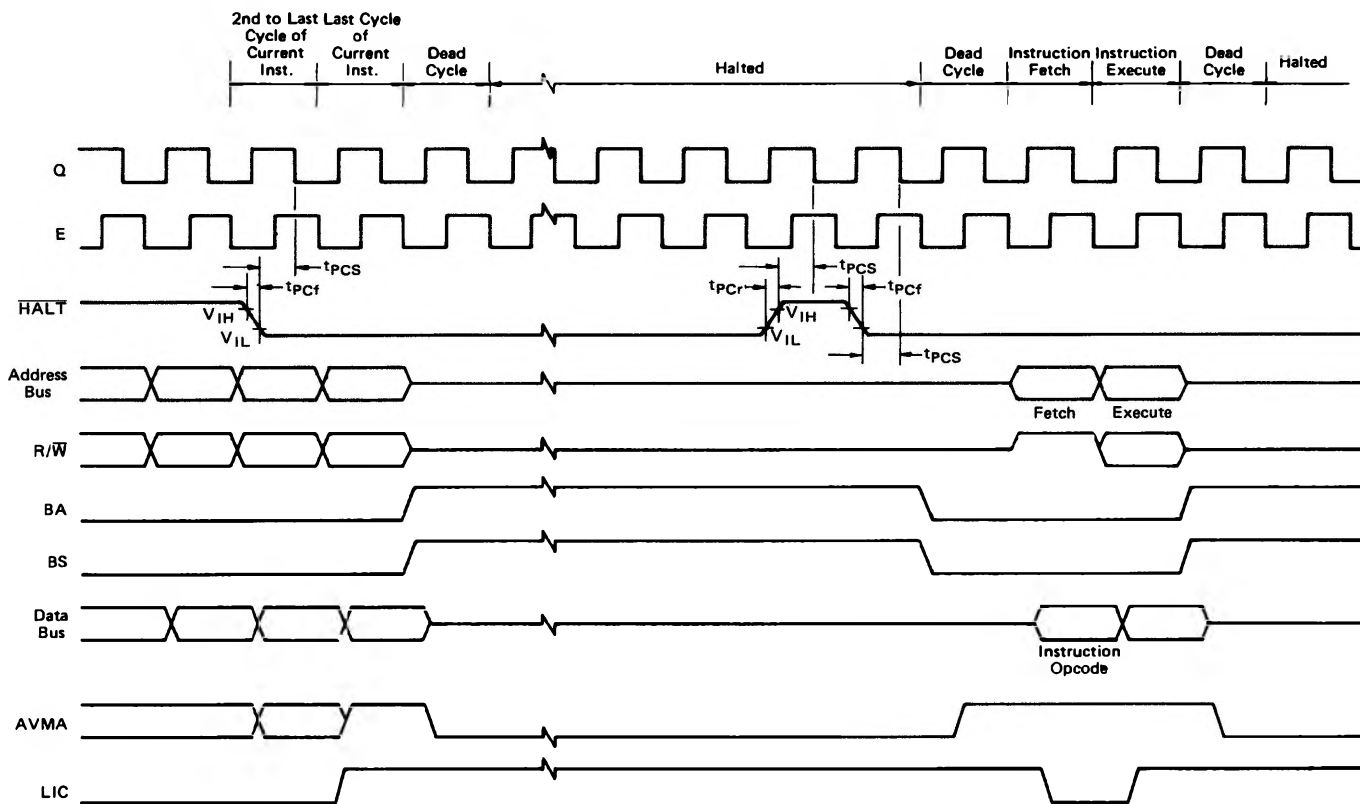 2nd to Last Last Cycle
Cycle of of
Current Current
Inst. Inst.
Dead
Cycle
Halted
Dead
Cycle
Instruction
Fetch
Instruction
Execute
Dead
Cycle
Halted
Q
E
tPCS
tPCf
tPCS
tPCr
tPCf
HALT
VIH
VIL
VIH
VIL
tPCS
Address
Bus
Fetch
Execute
R/W
BA
BS
Data
Bus
Instruction
Opcode
AVMA
LIC